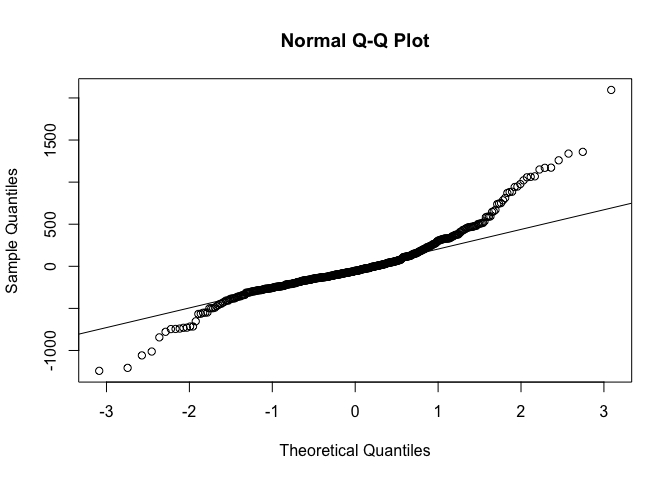 Normal Q-Q Plot
1500
500
0
-1000
Sample Quantiles
-3 -2 -1 0 1 2 3
Theoretical Quantiles